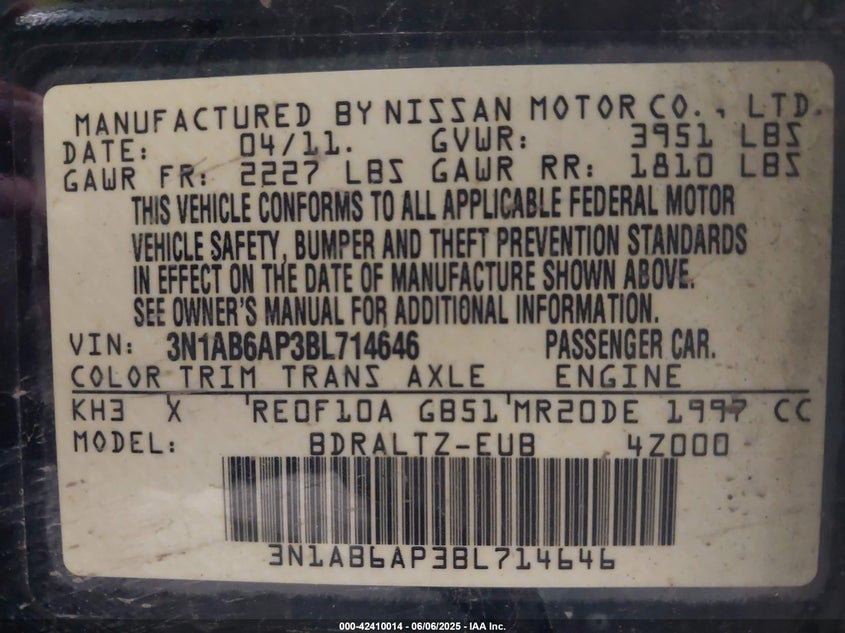 MANUFACTURED BY NISSAN MOTOR CO., LTD.
DATE: 04/11. GVWR: 3951 LBS
GAWR FR: 2227 LBS GAWR RR: 1810 LBS
THIS VEHICLE CONFORMS TO ALL APPLICABLE FEDERAL MOTOR
VEHICLE SAFETY, BUMPER AND THEFT PREVENTION STANDARDS
IN EFFECT ON THE DATE OF MANUFACTURE SHOWN ABOVE.
SEE OWNER'S MANUAL FOR ADDITIONAL INFORMATION.
VIN: 3N1AB6AP3BL714646 PASSENGER CAR.
COLOR TRIM TRANS AXLE ENGINE
KH3 X RE0F10A GB51 MR20DE 1997 CC
MODEL: BDRALTZ-EUB 4Z000
3N1AB6AP3BL714646
000-42410014 - 06/06/2025 - IAA Inc.